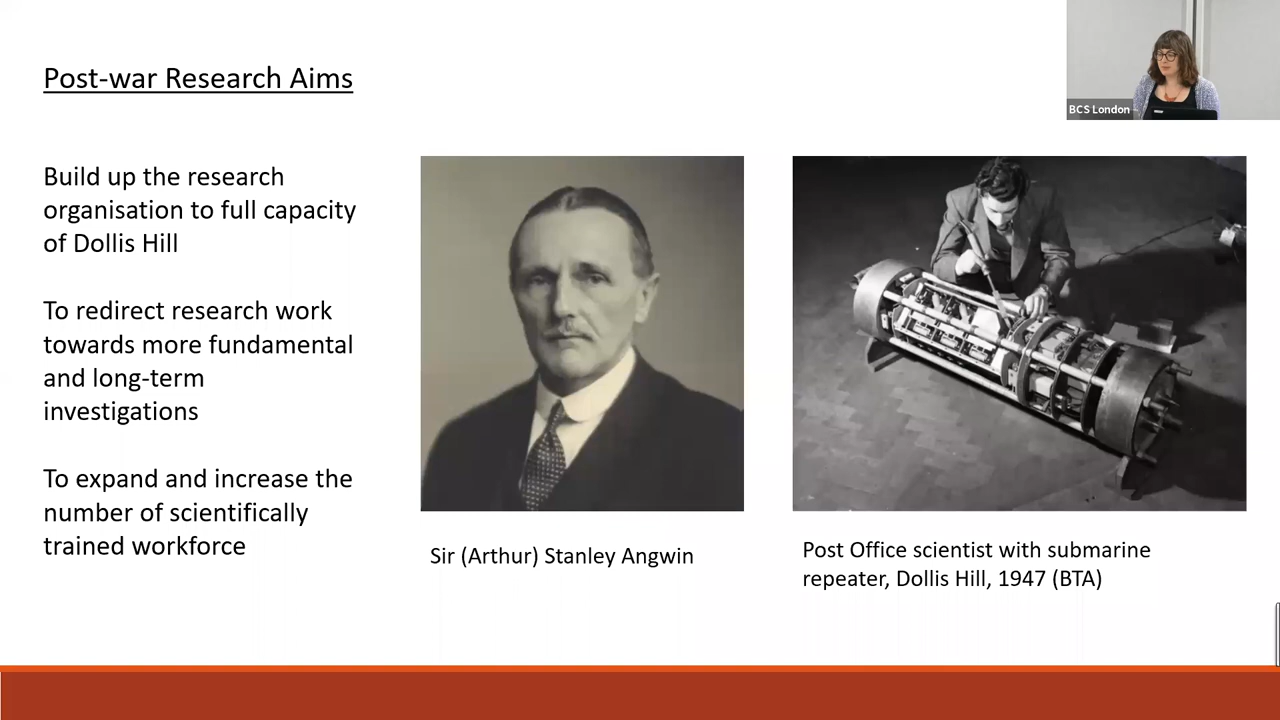 Post-war Research Aims
BCS London
Build up the research
organisation to full capacity
of Dollis Hill
To redirect research work
towards more fundamental
and long-term
investigations
To expand and increase the
number of scientifically
trained workforce
Sir (Arthur) Stanley Angwin
Post Office scientist with submarine
repeater, Dollis Hill, 1947 (BTA)